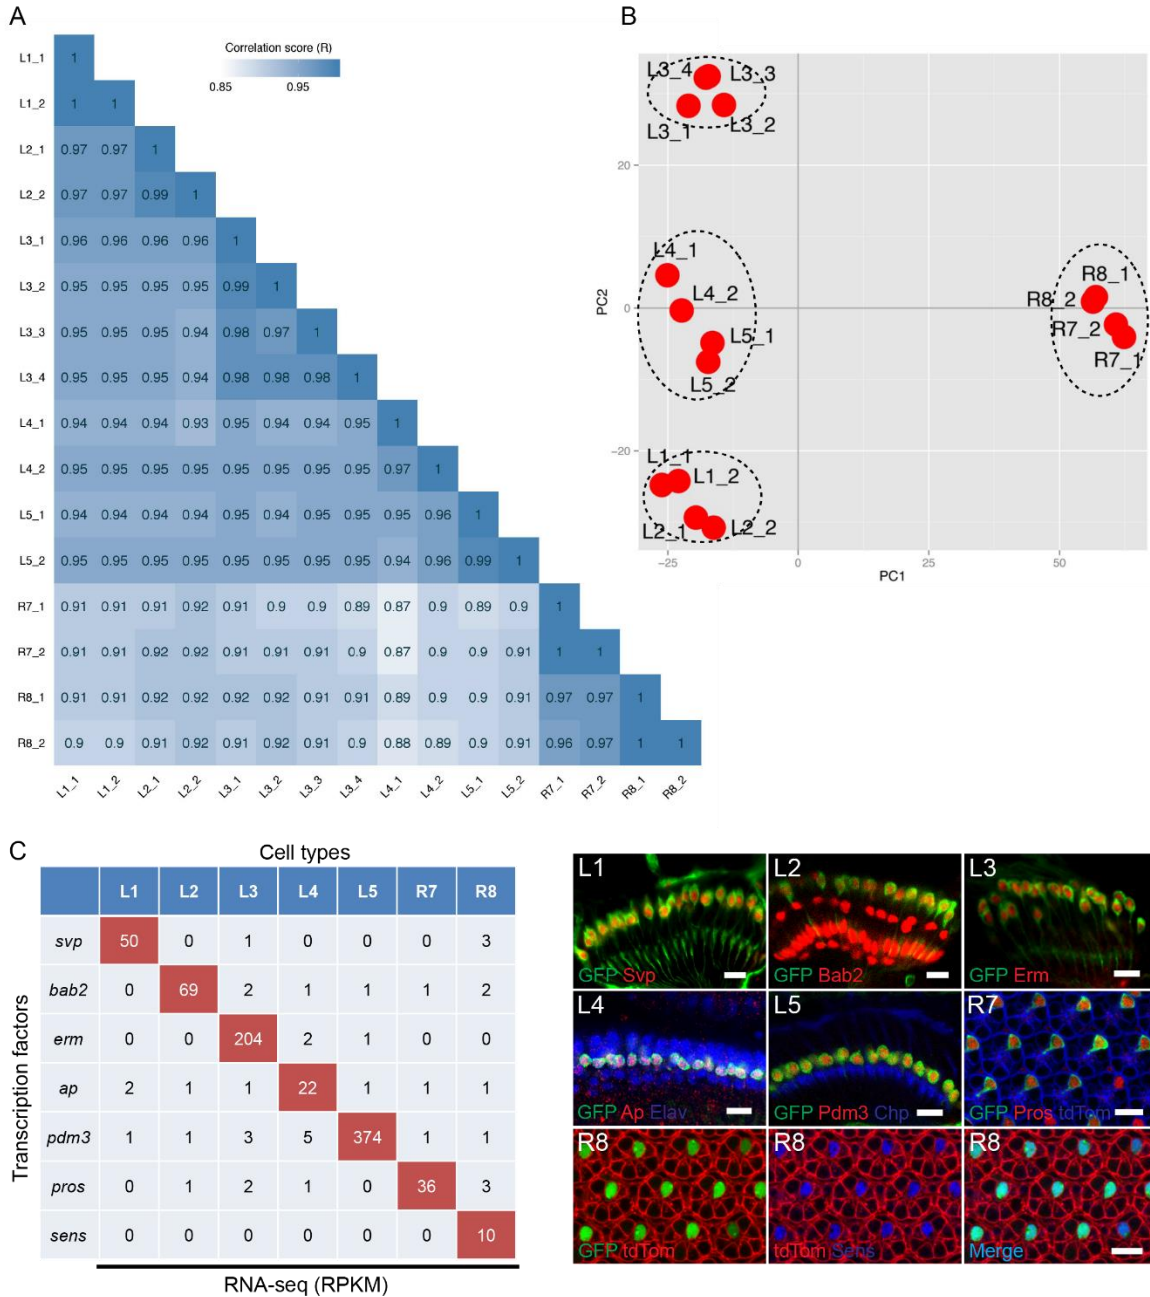 A
Correlation score (R)
0.85 0.95
L1_1 1
L1_2 1 1
L2_1 0.97 0.97 1
L2_2 0.97 0.97 0.99 1
L3_1 0.96 0.96 0.96 0.96 1
L3_2 0.95 0.95 0.95 0.95 0.99 1
L3_3 0.95 0.95 0.95 0.94 0.98 0.97 1
L3_4 0.95 0.95 0.95 0.94 0.98 0.98 0.98 1
L4_1 0.94 0.94 0.94 0.93 0.95 0.94 0.94 0.95 1
L4_2 0.95 0.95 0.95 0.95 0.95 0.95 0.95 0.95 0.97 1
L5_1 0.94 0.94 0.94 0.94 0.95 0.94 0.95 0.95 0.95 0.96 1
L5_2 0.95 0.95 0.95 0.95 0.95 0.95 0.95 0.95 0.94 0.96 0.99 1
R7_1 0.91 0.91 0.91 0.92 0.91 0.9 0.9 0.89 0.87 0.9 0.89 0.9 1
R7_2 0.91 0.91 0.92 0.92 0.91 0.91 0.91 0.9 0.87 0.9 0.9 0.91 1 1
R8_1 0.91 0.91 0.92 0.92 0.92 0.92 0.91 0.91 0.89 0.9 0.9 0.91 0.97 0.97 1
R8_2 0.9 0.9 0.91 0.92 0.91 0.92 0.91 0.9 0.88 0.89 0.9 0.91 0.96 0.97 1 1
L1_1 L1_2 L2_1 L2_2 L3_1 L3_2 L3_3 L3_4 L4_1 L4_2 L5_1 L5_2 R7_1 R7_2 R8_1 R8_2
B
L3_4 L3_3
L3_1 L3_2
20
L4_1
L4_2
L5_1
L5_2
R8_1
R8_2
R7_2
R7_1
0
PC2
−20
L1_1
L1_2
L2_1 L2_2
−25 0 25 50
PC1
C
Cell types
L1 L2 L3 L4 L5 R7 R8
Transcription factors
svp 50 0 1 0 0 0 3
bab2 0 69 2 1 1 1 2
erm 0 0 204 2 1 0 0
ap 2 1 1 22 1 1 1
pdm3 1 1 3 5 374 1 1
pros 0 1 2 1 0 36 3
sens 0 0 0 0 0 0 10
RNA-seq (RPKM)
L1
GFP Svp
L2
GFP Bab2
L3
GFP Erm
L4
GFP Ap Elav
L5
GFP Pdm3 Chp
R7
GFP Pros tdTom
R8
GFP tdTom
R8
tdTom Sens
R8
Merge